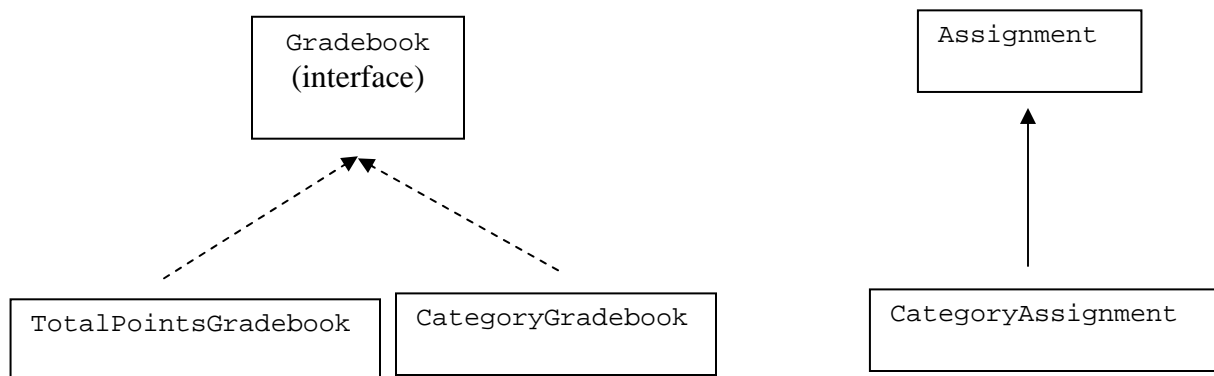 Gradebook
(interface)
Assignment
TotalPointsGradebook
CategoryGradebook
CategoryAssignment